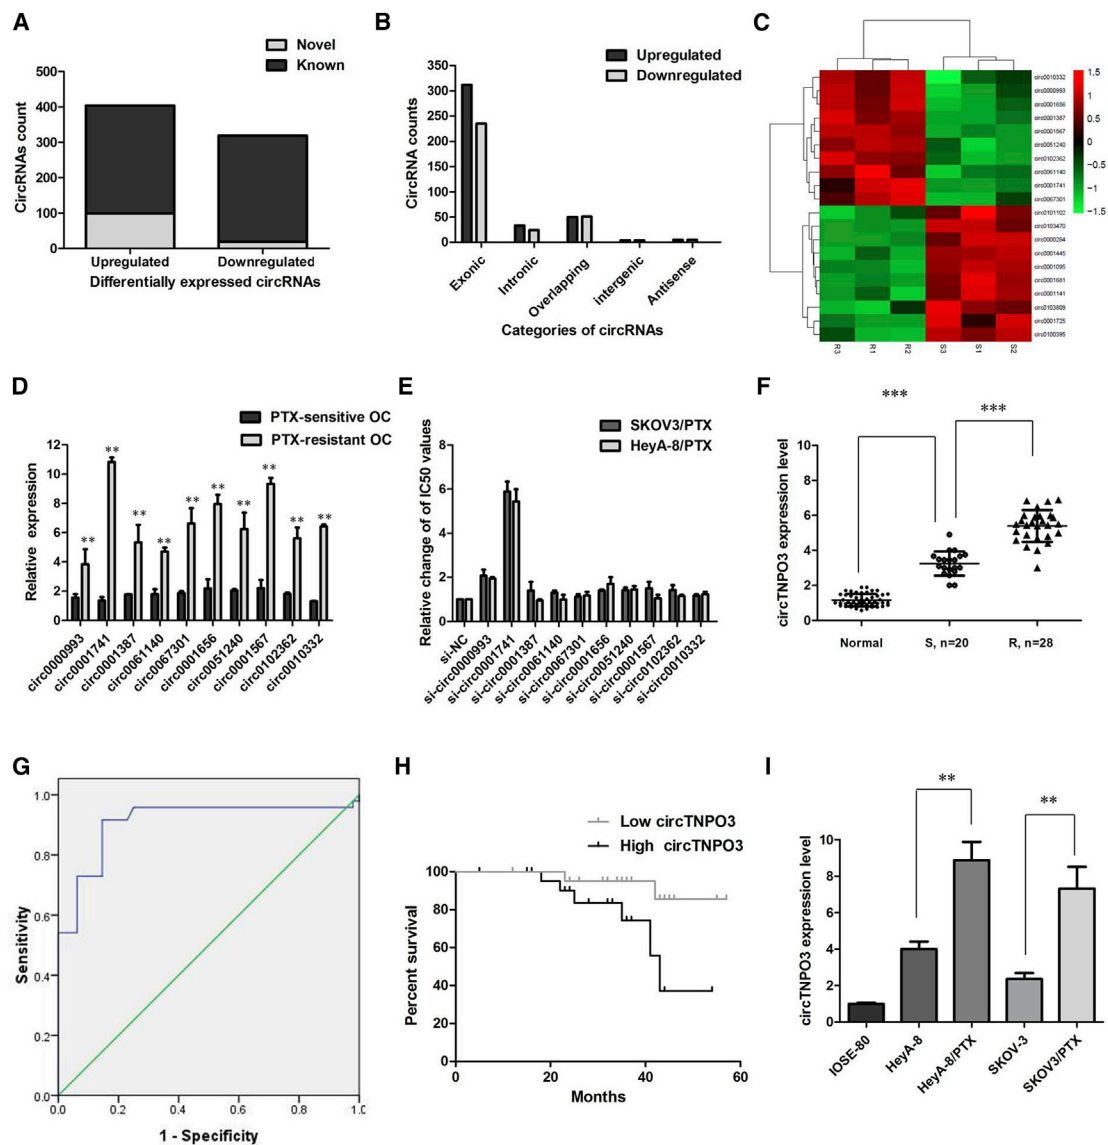 A
Novel
Known
CircRNAs count
500
400
300
200
100
0
Upregulated Downregulated
Differentially expressed circRNAs
B
Upregulated
Downregulated
CircRNA counts
350
300
250
200
150
100
50
0
Exonic
Intronic
Overlapping
intergenic
Antisense
Categories of circRNAs
C
circ0010332
circ0000993
circ0001656
circ0001387
circ0001567
circ0051240
circ0102362
circ0061140
circ0001741
circ0067301
circ0101102
circ0103470
circ0000284
circ0001445
circ0001095
circ0001681
circ0001141
circ0103809
circ0001725
circ0100395
R3 R1 R2 S3 S1 S2
1.5
1
0.5
0
-0.5
-1
-1.5
D
PTX-sensitive OC
PTX-resistant OC
Relative expression
12
10
8
6
4
2
0
** ** ** ** ** ** ** ** ** **
circ0000993
circ0001741
circ0001387
circ0061140
circ0067301
circ0001656
circ0051240
circ0001567
circ0102362
circ0010332
E
SKOV3/PTX
HeyA-8/PTX
Relative change of of IC50 values
8
6
4
2
0
si-NC
si-circ0000993
si-circ0001741
si-circ0001387
si-circ0061140
si-circ0067301
si-circ0001656
si-circ0051240
si-circ0001567
si-circ0102362
si-circ0010332
F
*** ***
circTNPO3 expression level
10
8
6
4
2
0
Normal S, n=20 R, n=28
G
Sensitivity
1.0
0.8
0.6
0.4
0.2
0.0
0.0 0.2 0.4 0.6 0.8 1.0
1 - Specificity
H
Low circTNPO3
High circTNPO3
Percent survival
100
80
60
40
20
0
0 20 40 60
Months
I
** **
circTNPO3 expression level
10
8
6
4
2
0
IOSE-80
HeyA-8
HeyA-8/PTX
SKOV-3
SKOV3/PTX